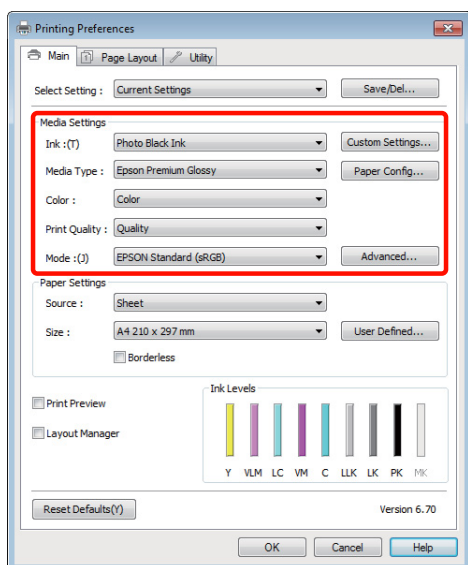 Printing Preferences
Main Page Layout Utility
Select Setting : Current Settings Save/Del...
Media Settings
Ink :(T) Photo Black Ink Custom Settings...
Media Type : Epson Premium Glossy Paper Config...
Color : Color
Print Quality : Quality
Mode :(J) EPSON Standard (sRGB) Advanced...
Paper Settings
Source : Sheet
Size : A4 210 x 297 mm User Defined...
Borderless
Ink Levels
Print Preview
Layout Manager
Y VLM LC VM C LLK LK PK MK
Reset Defaults(Y) Version 6.70
OK Cancel Help